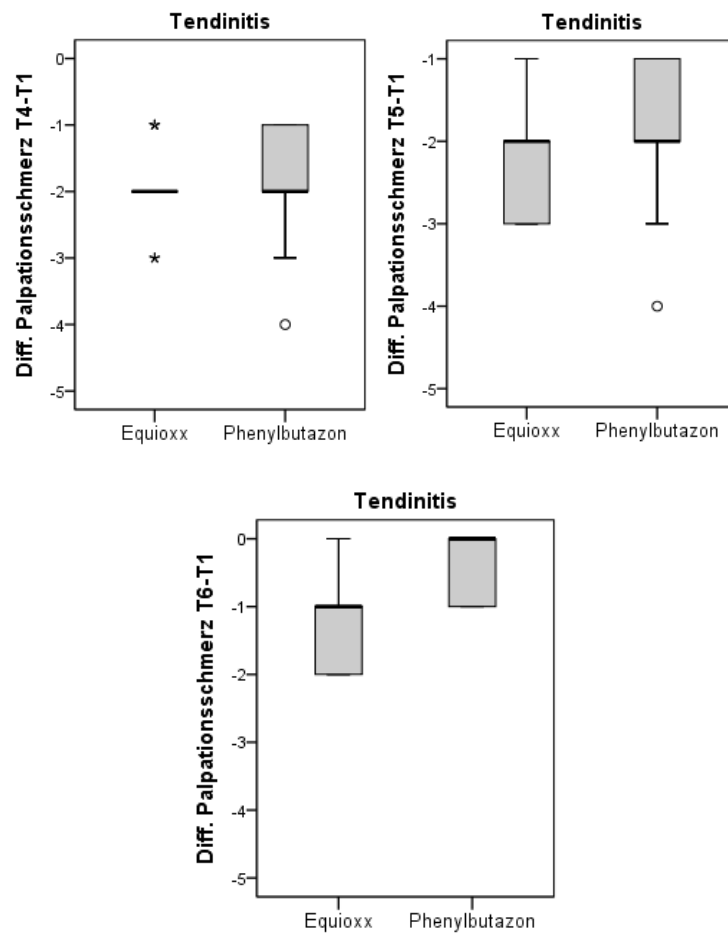 Tendinitis
Diff. Palpationsschmerz T4-T1
0
-1
-2
-3
-4
-5
Equioxx Phenylbutazon
Tendinitis
Diff. Palpationsschmerz T5-T1
-1
-2
-3
-4
-5
Equioxx Phenylbutazon
Tendinitis
Diff. Palpationsschmerz T6-T1
0
-1
-2
-3
-4
-5
Equioxx Phenylbutazon